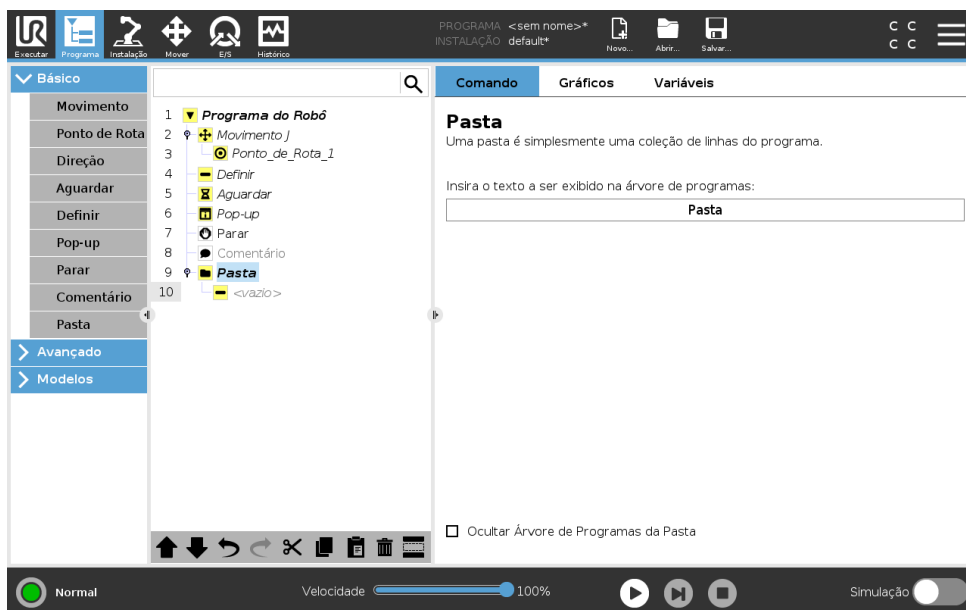 UR
PROGRAMA <sem nome>*
INSTALAÇÃO default*
Executar Programa Instalação Mover E/S Histórico Novo... Abrir... Salvar...
C C
C C
Básico
Movimento
Ponto de Rota
Direção
Aguardar
Definir
Pop-up
Parar
Comentário
Pasta
Avançado
Modelos
1 Programa do Robô
2 Movimento J
3 Ponto_de_Rota_1
4 Definir
5 Aguardar
6 Pop-up
7 Parar
8 Comentário
9 Pasta
10 <vazio>
Comando Gráficos Variáveis
Pasta
Uma pasta é simplesmente uma coleção de linhas do programa.
Insira o texto a ser exibido na árvore de programas:
Pasta
Ocultar Árvore de Programas da Pasta
Normal Velocidade 100% Simulação